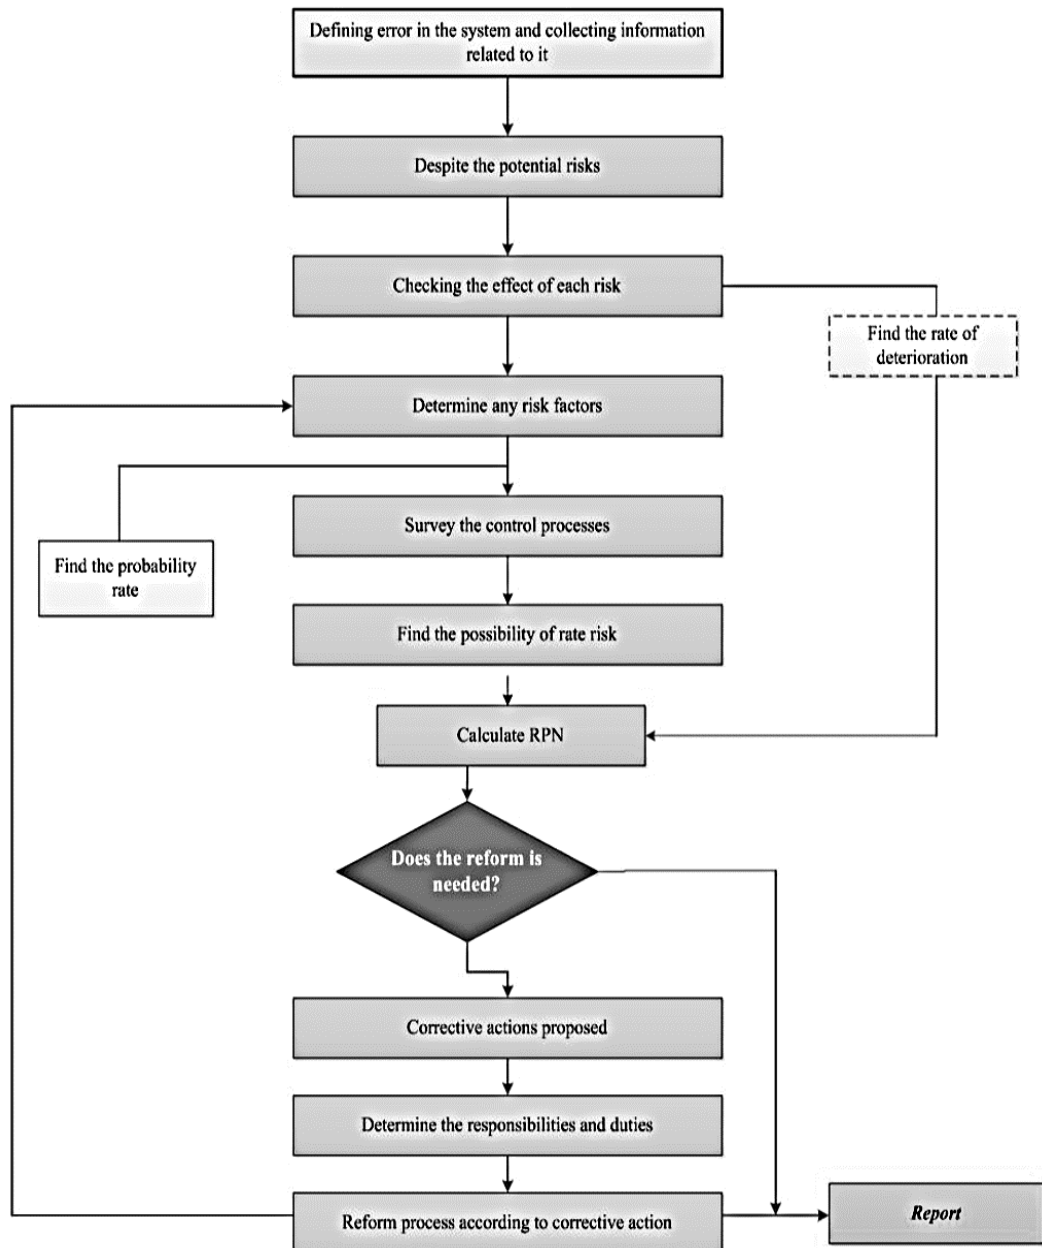 Defining error in the system and collecting information
related to it
Despite the potential risks
Checking the effect of each risk
Find the rate of
deterioration
Determine any risk factors
Survey the control processes
Find the probability
rate
Find the possibility of rate risk
Calculate RPN
Does the reform is
needed?
Corrective actions proposed
Determine the responsibilities and duties
Reform process according to corrective action
Report